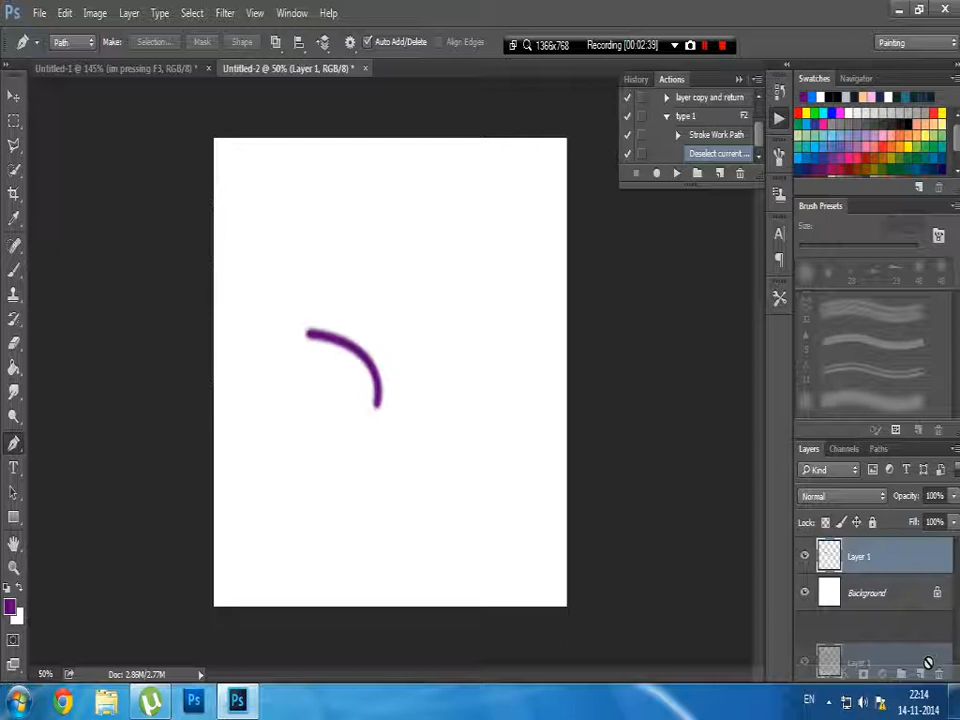 Ps File Edit Image Layer Type Select Filter View Window Help
Path Make: Selection... Mask Shape Auto Add/Delete Align Edges 1366x768 Recording [00:02:39] Painting
Untitled-1 @ 145% (im pressing F3, RGB/8) * × Untitled-2 @ 50% (Layer 1, RGB/8) * ×
History Actions
layer copy and return
type 1 F2
Stroke Work Path
Deselect current ...
Swatches Navigator
Brush Presets
Size:
Layers Channels Paths
Kind
Normal Opacity: 100%
Lock: Fill: 100%
Layer 1
Background
Layer 1
50% Doc: 2.86M/2.77M
EN 22:14
14-11-2014